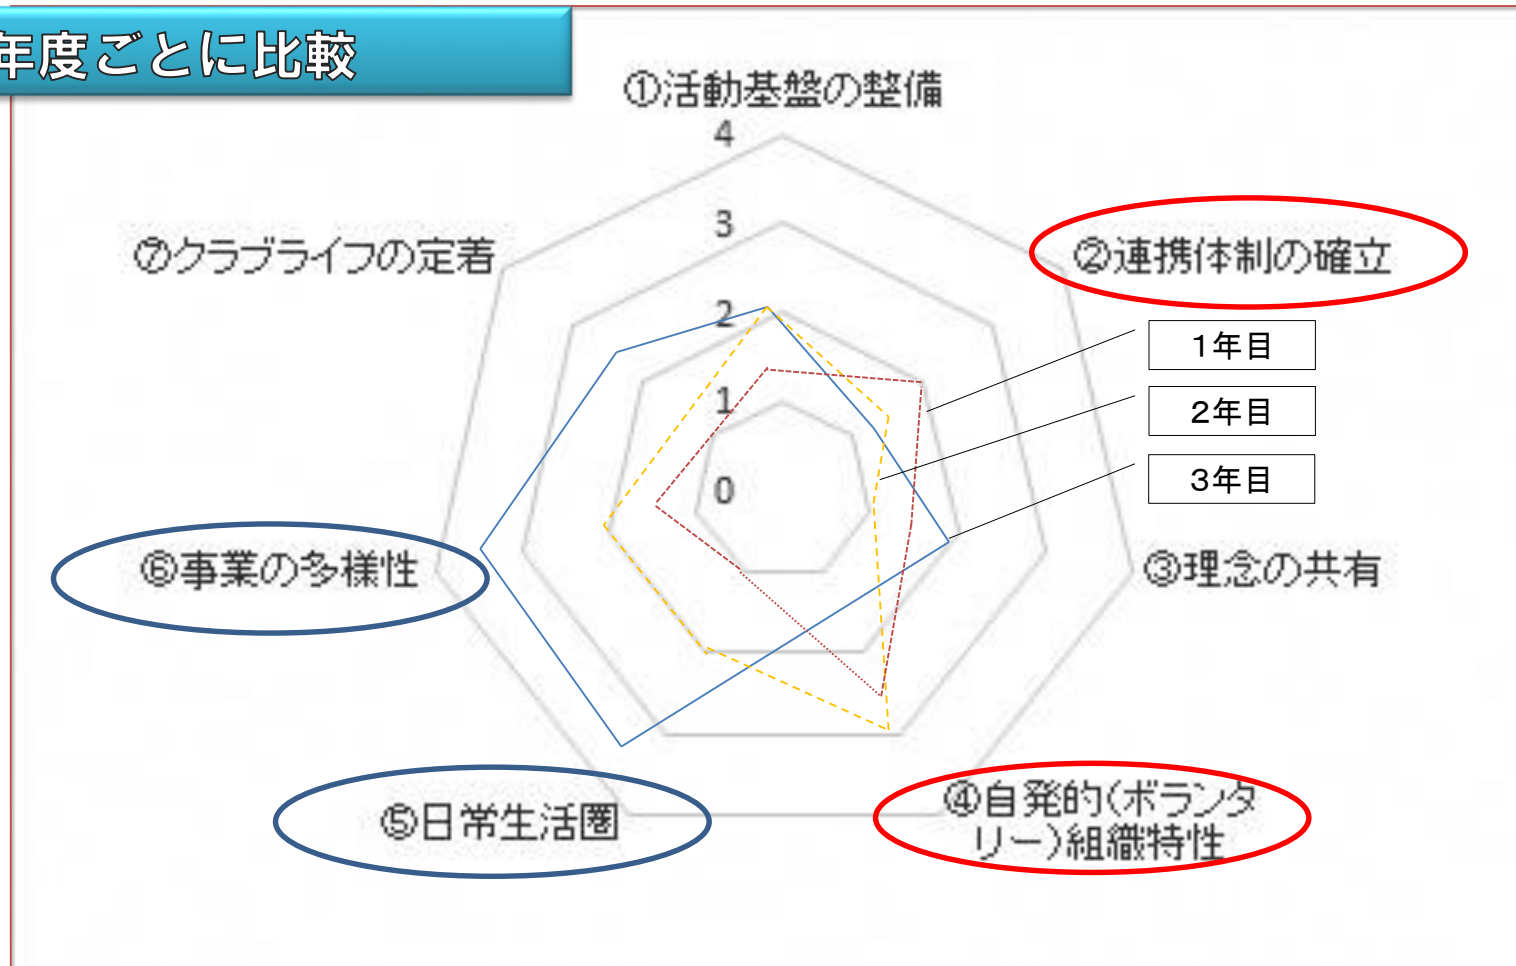 年度ごとに比較
①活動基盤の整備
4
3
2
1
0
⑦クラブライフの定着
②連携体制の確立
1年目
2年目
3年目
⑥事業の多様性
③理念の共有
⑤日常生活圏
④自発的(ボランタ
リー)組織特性